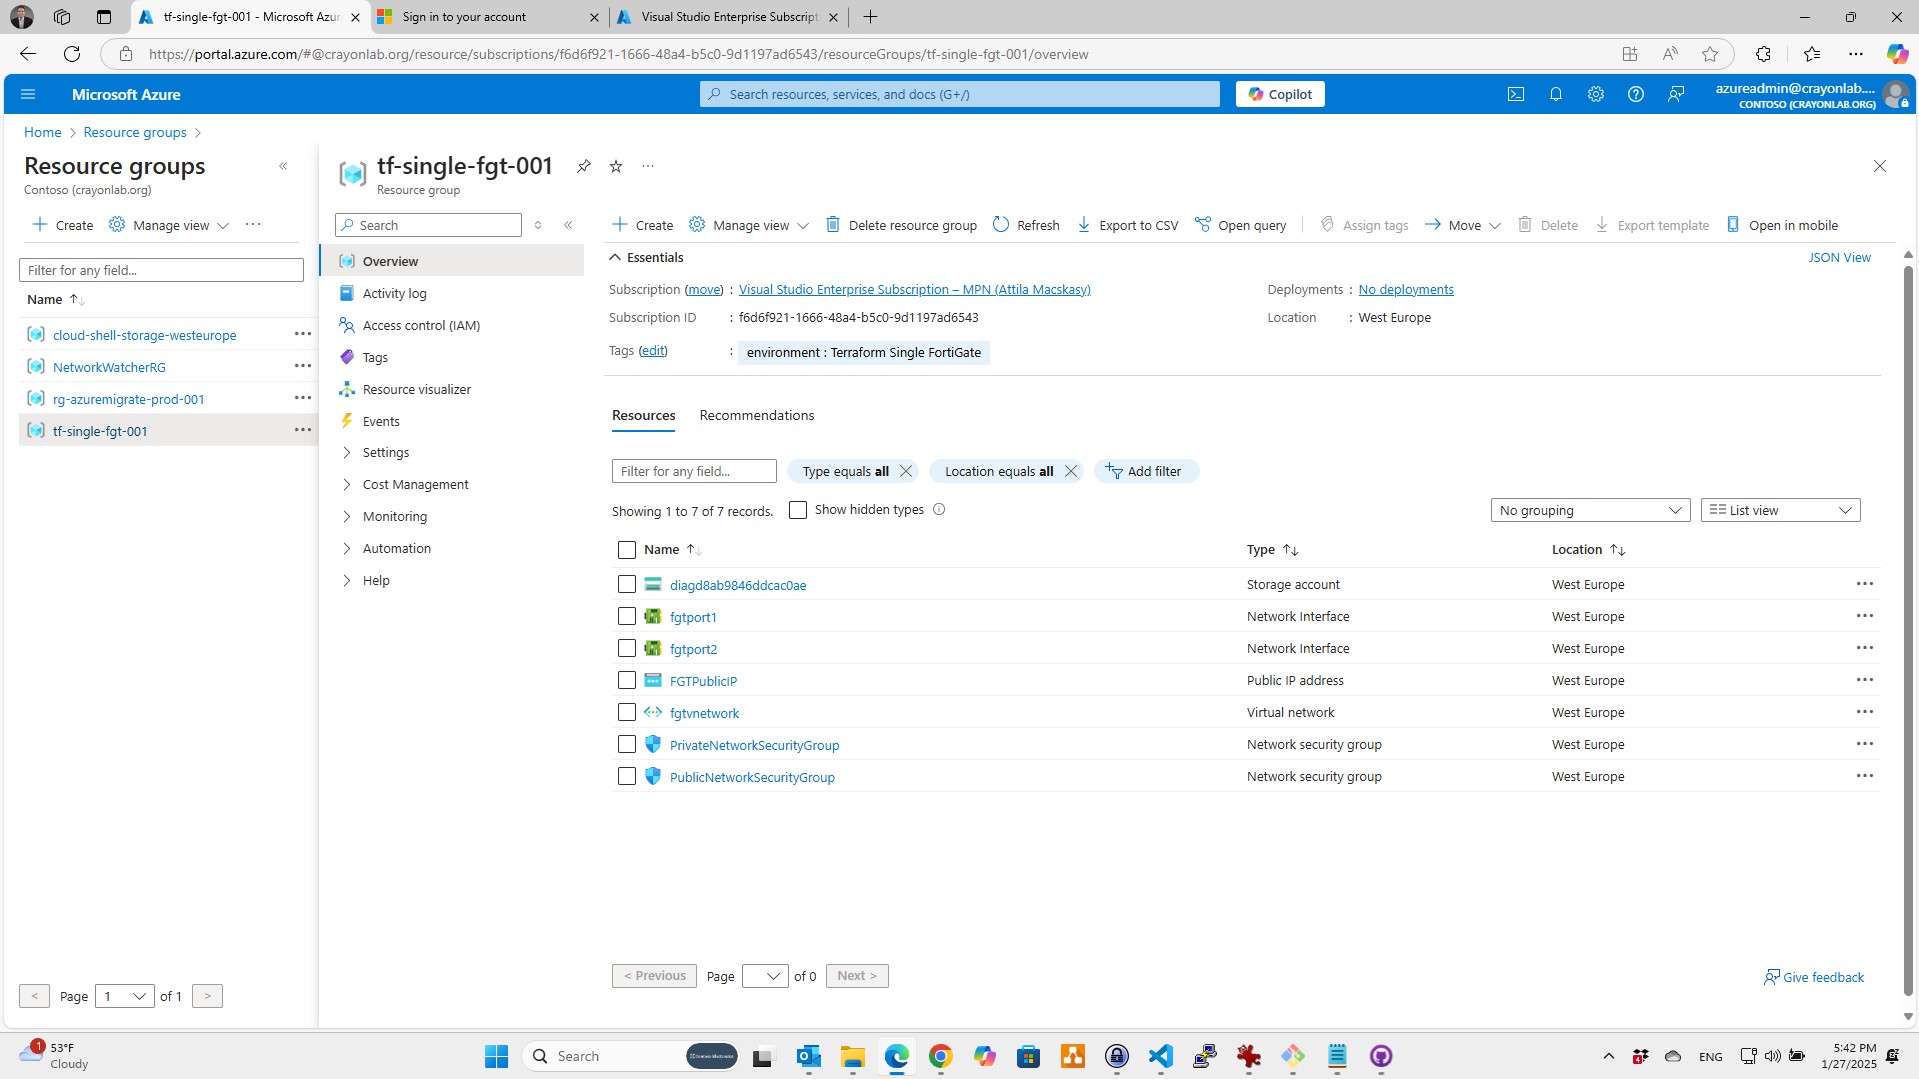 tf-single-fgt-001 - Microsoft Azur
Sign in to your account
Visual Studio Enterprise Subscript
https://portal.azure.com/#@crayonlab.org/resource/subscriptions/f6d6f921-1666-48a4-b5c0-9d1197ad6543/resourceGroups/tf-single-fgt-001/overview
Microsoft Azure
Search resources, services, and docs (G+/)
Copilot
azureadmin@crayonlab....
CONTOSO (CRAYONLAB.ORG)
Home > Resource groups >
Resource groups
Contoso (crayonlab.org)
Create
Manage view
Filter for any field...
Name
cloud-shell-storage-westeurope
NetworkWatcherRG
rg-azuremigrate-prod-001
tf-single-fgt-001
< Page 1 of 1 >
tf-single-fgt-001
Resource group
Search
Overview
Activity log
Access control (IAM)
Tags
Resource visualizer
Events
Settings
Cost Management
Monitoring
Automation
Help
Create Manage view Delete resource group Refresh Export to CSV Open query Assign tags Move Delete Export template Open in mobile
Essentials
JSON View
Subscription (move) : Visual Studio Enterprise Subscription – MPN (Attila Macskasy)
Deployments : No deployments
Subscription ID : f6d6f921-1666-48a4-b5c0-9d1197ad6543
Location : West Europe
Tags (edit) : environment : Terraform Single FortiGate
Resources Recommendations
Filter for any field... Type equals all Location equals all Add filter
Showing 1 to 7 of 7 records. Show hidden types
No grouping List view
Name Type Location
diagd8ab9846ddcac0ae Storage account West Europe
fgtport1 Network Interface West Europe
fgtport2 Network Interface West Europe
FGTPublicIP Public IP address West Europe
fgtvnetwork Virtual network West Europe
PrivateNetworkSecurityGroup Network security group West Europe
PublicNetworkSecurityGroup Network security group West Europe
< Previous Page of 0 Next >
Give feedback
1
53°F
Cloudy
Search
ENG
5:42 PM
1/27/2025